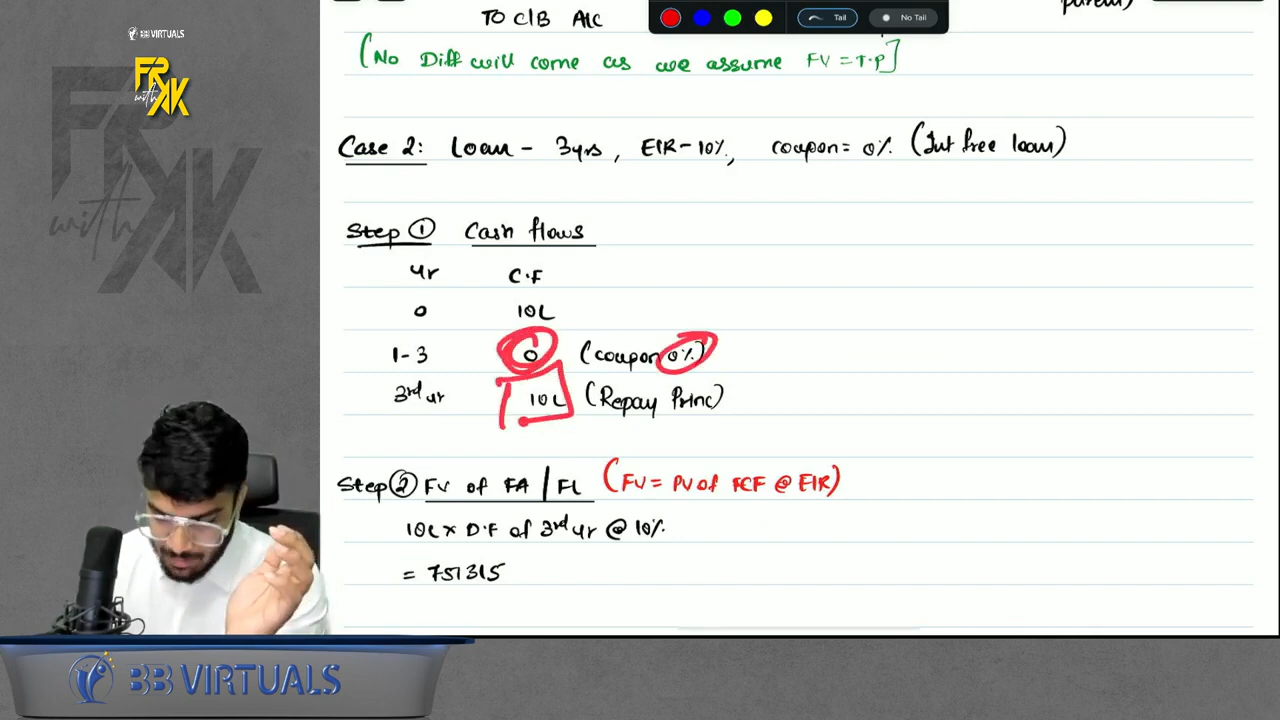 TO C/B A/C
Tail
No Tail
BB VIRTUALS
FR
with AK
(No Diff will come as we assume FV = T.P]
Case 2: Loan - 3yrs, EIR - 10%, coupon = 0% (Int free loan)
Step ① Cash flows
Yr C.F
0 10L
1-3 0 (coupon 0%)
3rd yr 10L (Repay Princ)
Step ② FV of FA / FL (FV = PV of FCF @ EIR)
10L x D.F of 3rd yr @ 10%
= 751315
BB VIRTUALS